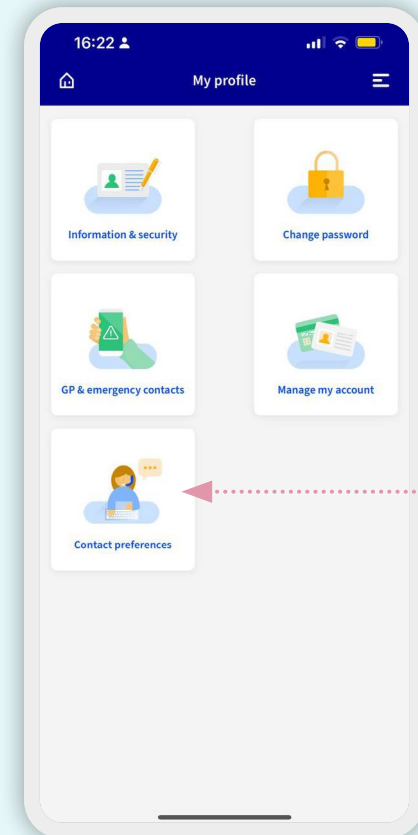 16:22
My profile
Information & security
Change password
GP & emergency contacts
Manage my account
Contact preferences